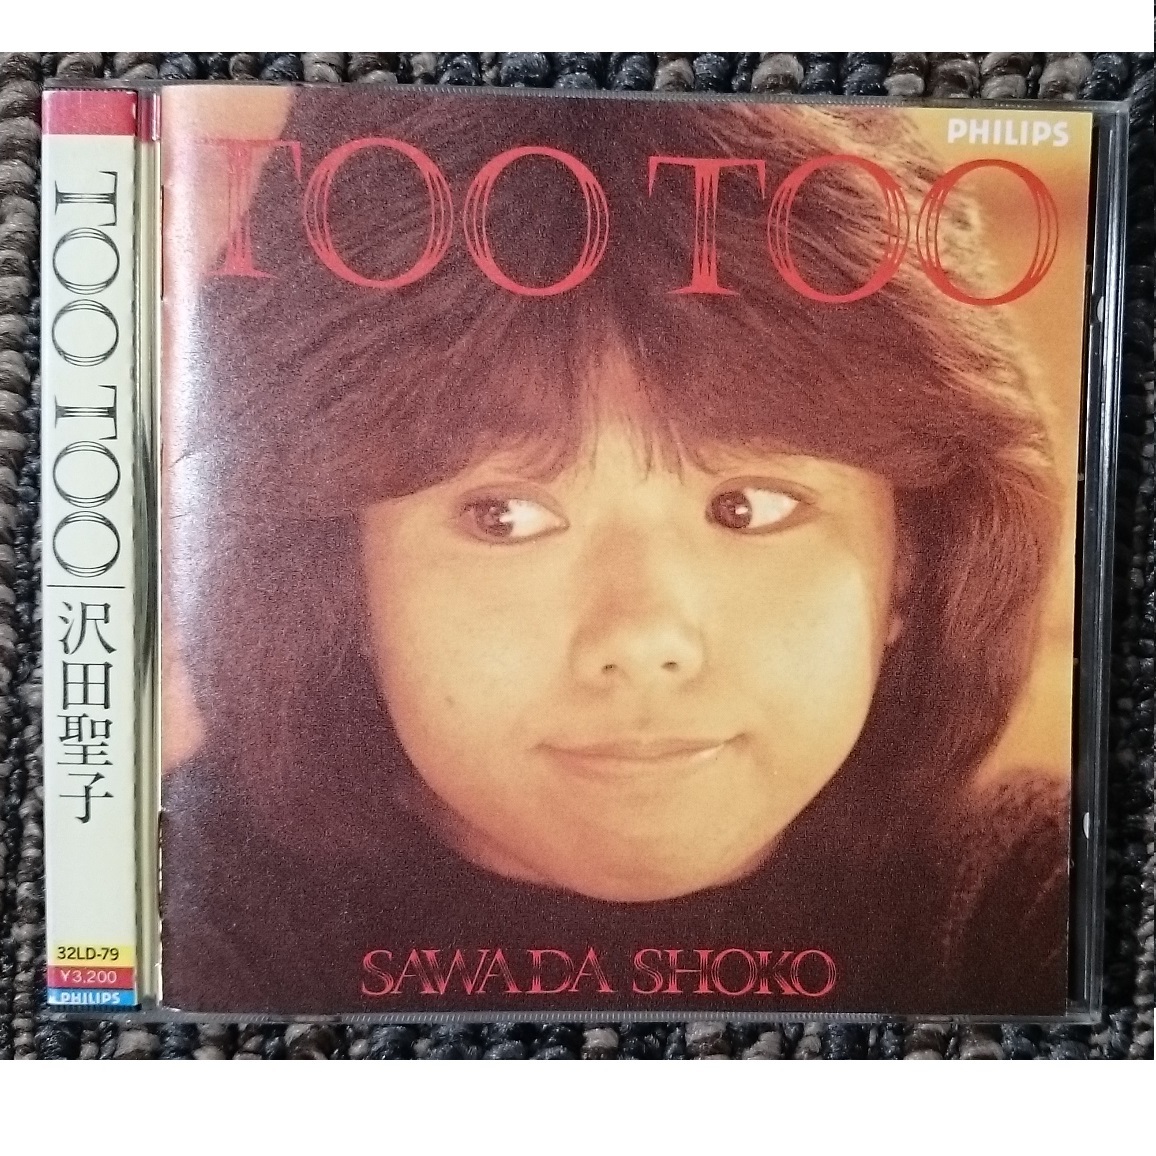 TOO TOO
沢田聖子
32LD-79
¥3,200
PHILIPS
PHILIPS
TOO TOO
SAWADA SHOKO